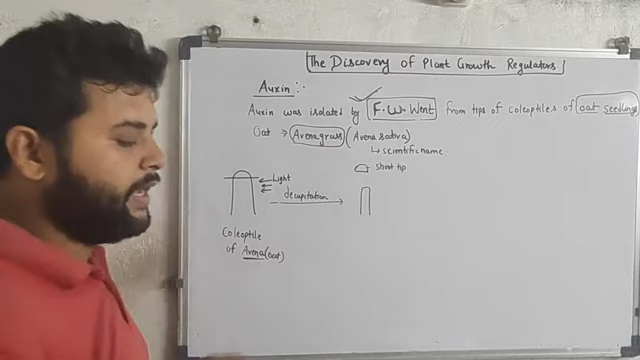 The Discovery of Plant Growth Regulators
Auxin :-
Auxin was isolated by F.W. Went from tips of coleoptiles of oat seedlings
Oat → Avena grass (Avena sativa)
↳ scientific name
shoot tip
light
decapitation
Coleoptile
of Avena (oat)